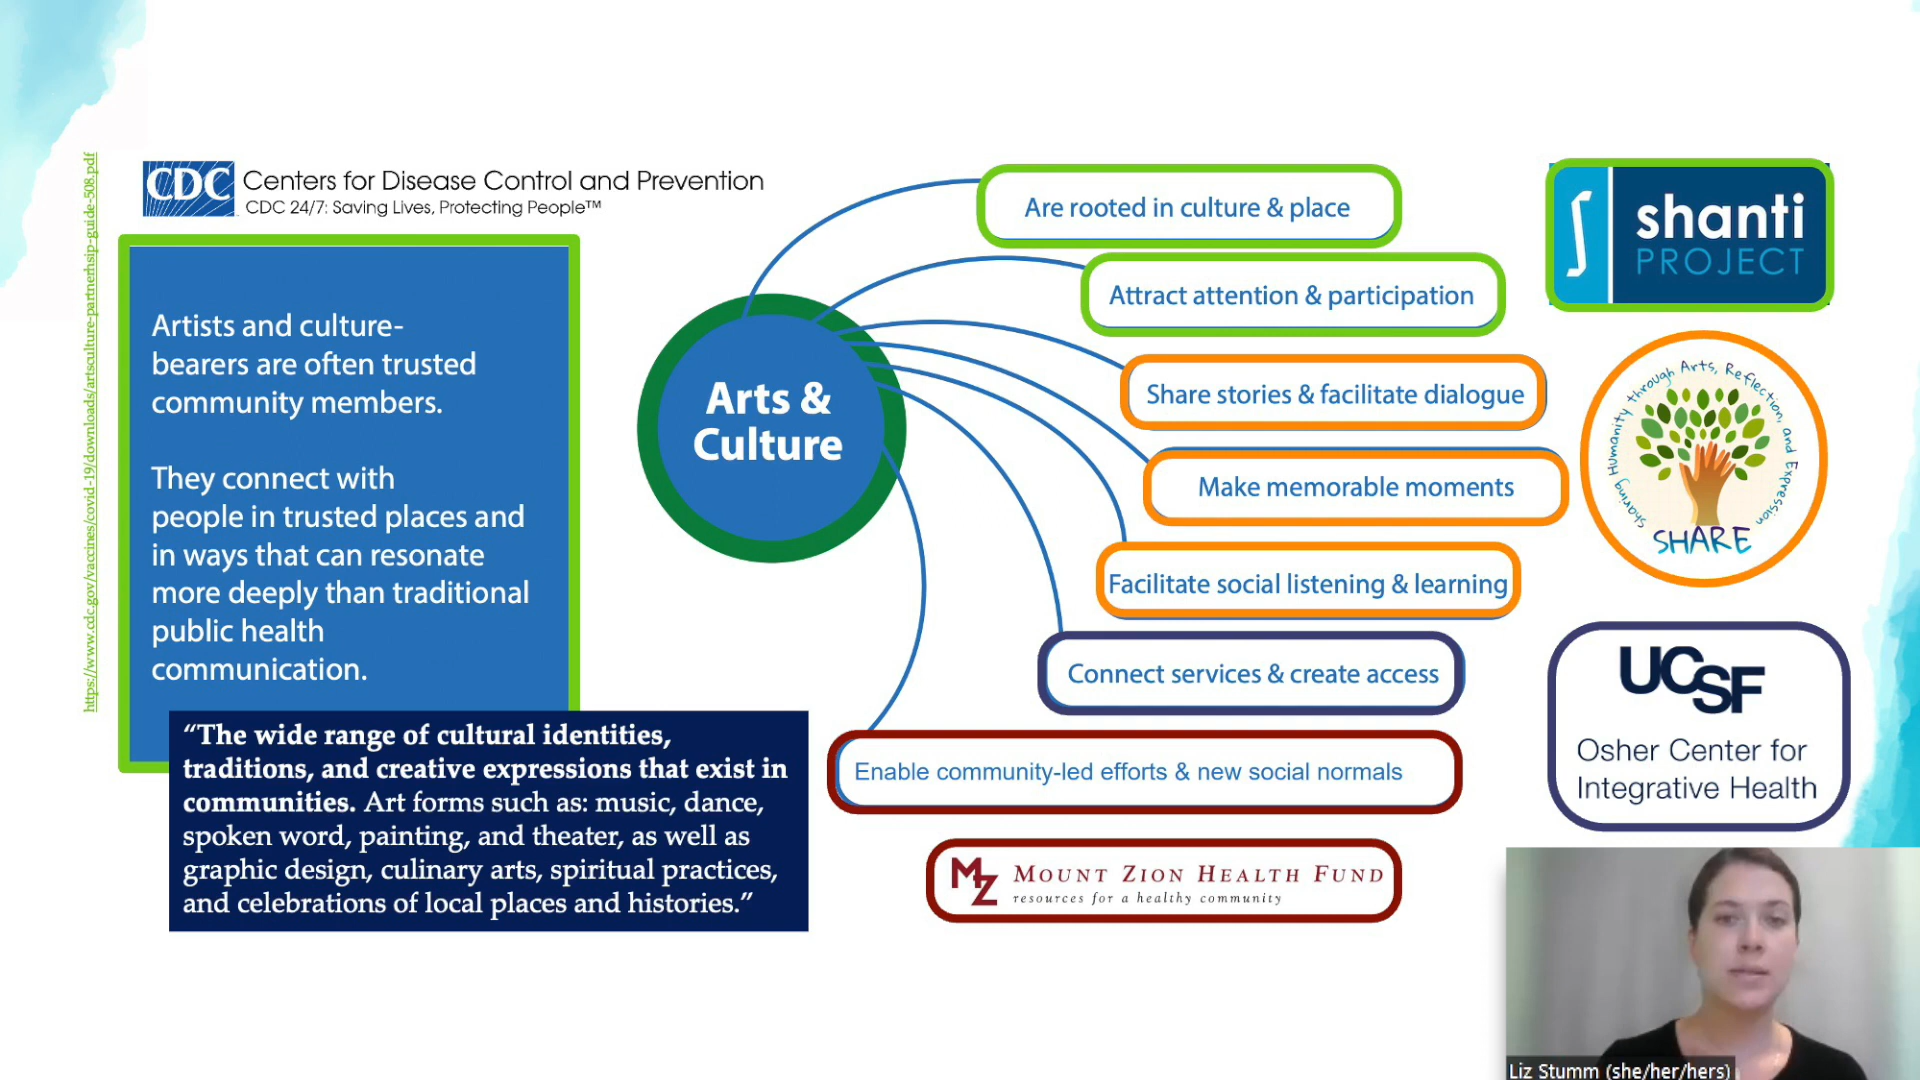 https://www.cdc.gov/vaccines/covid-19/downloads/artsculture-partnerhsip-guide-508.pdf
CDC
Centers for Disease Control and Prevention
CDC 24/7: Saving Lives, Protecting People™
Artists and culture-
bearers are often trusted
community members.
They connect with
people in trusted places and
in ways that can resonate
more deeply than traditional
public health
communication.
“The wide range of cultural identities,
traditions, and creative expressions that exist in
communities. Art forms such as: music, dance,
spoken word, painting, and theater, as well as
graphic design, culinary arts, spiritual practices,
and celebrations of local places and histories.”
Arts &
Culture
Are rooted in culture & place
Attract attention & participation
Share stories & facilitate dialogue
Make memorable moments
Facilitate social listening & learning
Connect services & create access
Enable community-led efforts & new social normals
MZ
MOUNT ZION HEALTH FUND
resources for a healthy community
shanti
PROJECT
Sharing Humanity through Arts, Reflection, and Expression
SHARE
UCSF
Osher Center for
Integrative Health
Liz Stumm (she/her/hers)